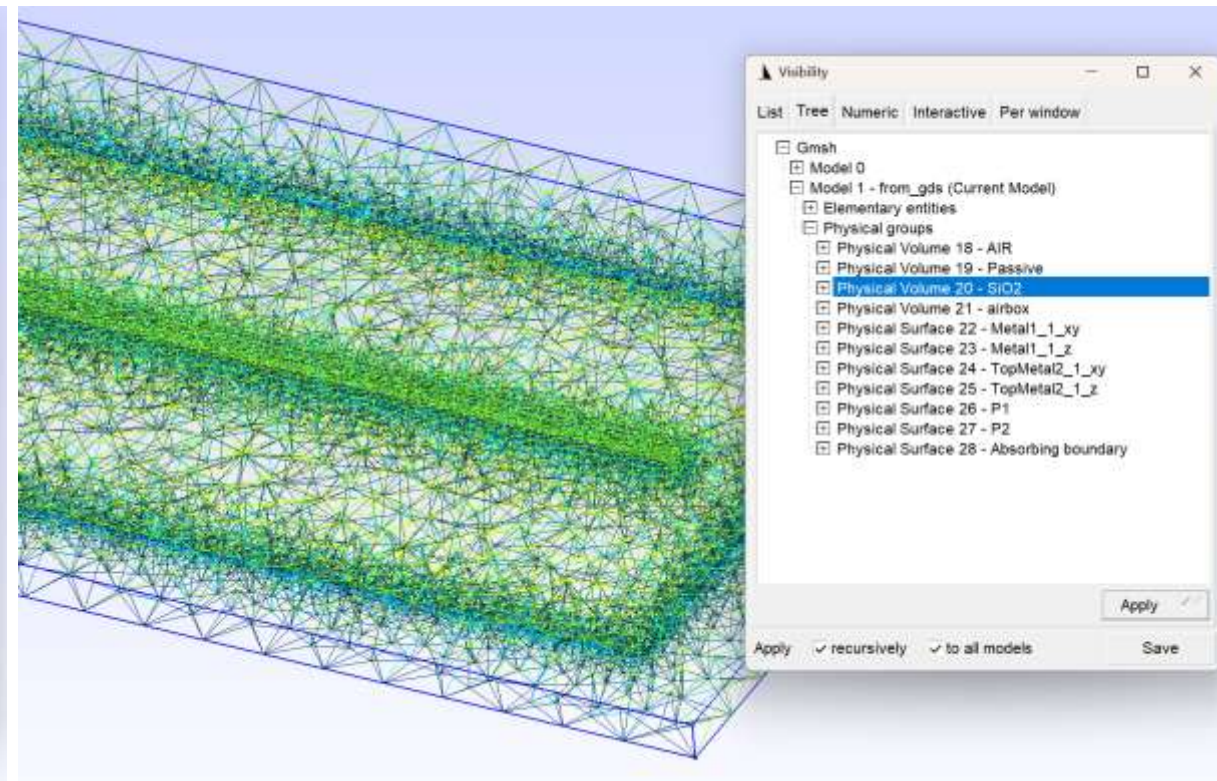 Visibility
List Tree Numeric Interactive Per window
Gmsh
Model 0
Model 1 - from_gds (Current Model)
Elementary entities
Physical groups
Physical Volume 18 - AIR
Physical Volume 19 - Passive
Physical Volume 20 - SiO2
Physical Volume 21 - airbox
Physical Surface 22 - Metal1_1_xy
Physical Surface 23 - Metal1_1_z
Physical Surface 24 - TopMetal2_1_xy
Physical Surface 25 - TopMetal2_1_z
Physical Surface 26 - P1
Physical Surface 27 - P2
Physical Surface 28 - Absorbing boundary
Apply
Apply recursively to all models Save